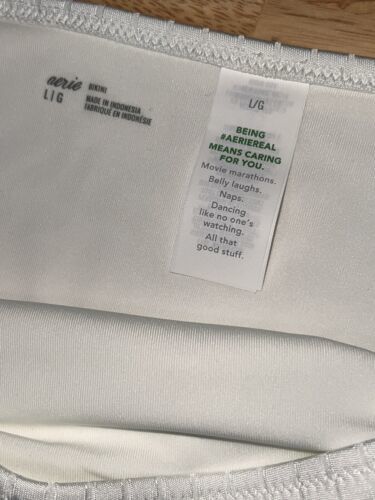 aerie BIKINI
L | G MADE IN INDONESIA
FABRIQUÉ EN INDONÉSIE
L/G
BEING
#AERIEREAL
MEANS CARING
FOR YOU.
Movie marathons.
Belly laughs.
Naps.
Dancing
like no one's
watching.
All that
good stuff.